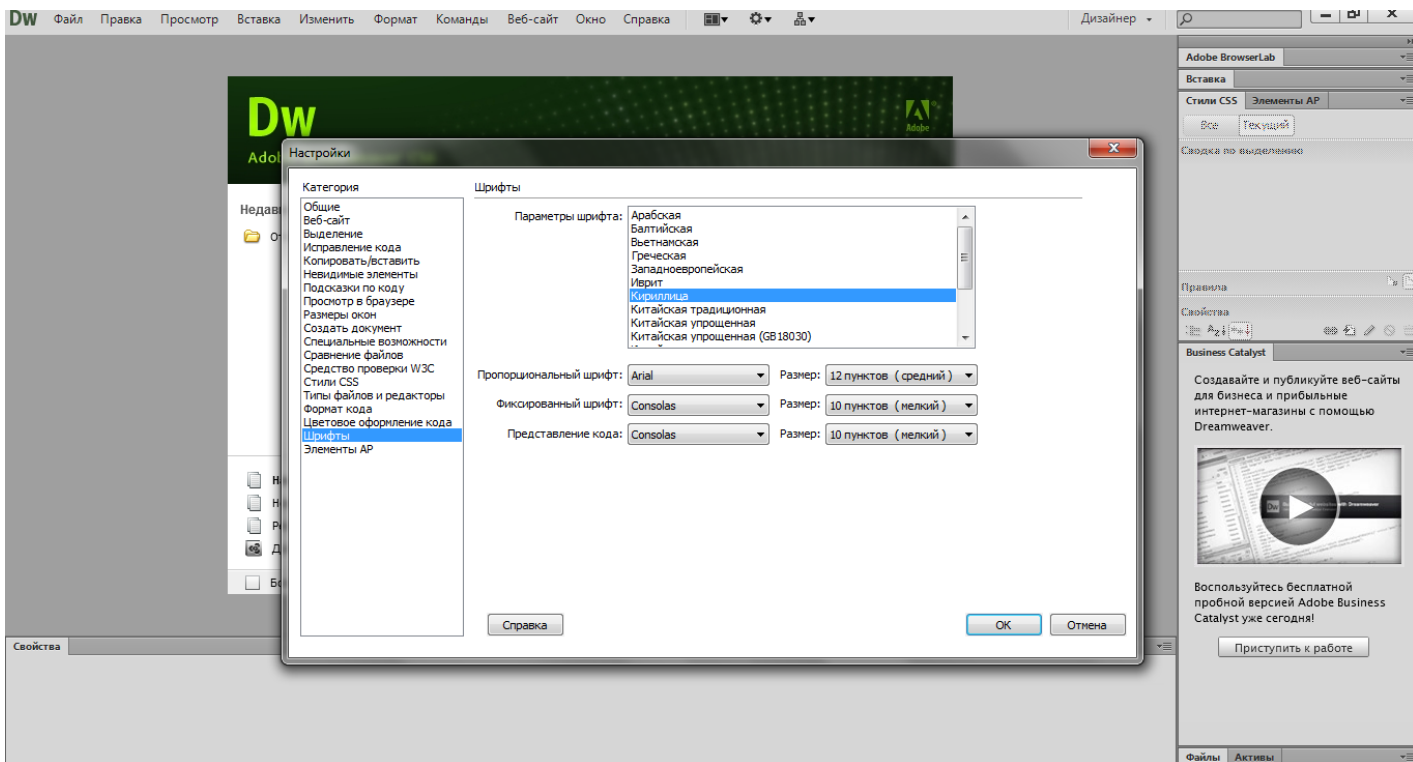 Dw Файл Правка Просмотр Вставка Изменить Формат Команды Веб-сайт Окно Справка Дизайнер
Dw
Adobe
Adob
Недав
От
Н
Н
Ре
Д
Бо
Настройки
Категория
Общие
Веб-сайт
Выделение
Исправление кода
Копировать/вставить
Невидимые элементы
Подсказки по коду
Просмотр в браузере
Размеры окон
Создать документ
Специальные возможности
Сравнение файлов
Средство проверки W3C
Стили CSS
Типы файлов и редакторы
Формат кода
Цветовое оформление кода
Шрифты
Элементы AP
Шрифты
Параметры шрифта:
Арабская
Балтийская
Вьетнамская
Греческая
Западноевропейская
Иврит
Кириллица
Китайская традиционная
Китайская упрощенная
Китайская упрощенная (GB18030)
Пропорциональный шрифт: Arial Размер: 12 пунктов ( средний )
Фиксированный шрифт: Consolas Размер: 10 пунктов ( мелкий )
Представление кода: Consolas Размер: 10 пунктов ( мелкий )
Справка OK Отмена
Свойства
Adobe BrowserLab
Вставка
Стили CSS Элементы AP
Все Текущий
Сводка по выделению
Правила
Свойства
Business Catalyst
Создавайте и публикуйте веб-сайты
для бизнеса и прибыльные
интернет-магазины с помощью
Dreamweaver.
Воспользуйтесь бесплатной
пробной версией Adobe Business
Catalyst уже сегодня!
Приступить к работе
Файлы Активы